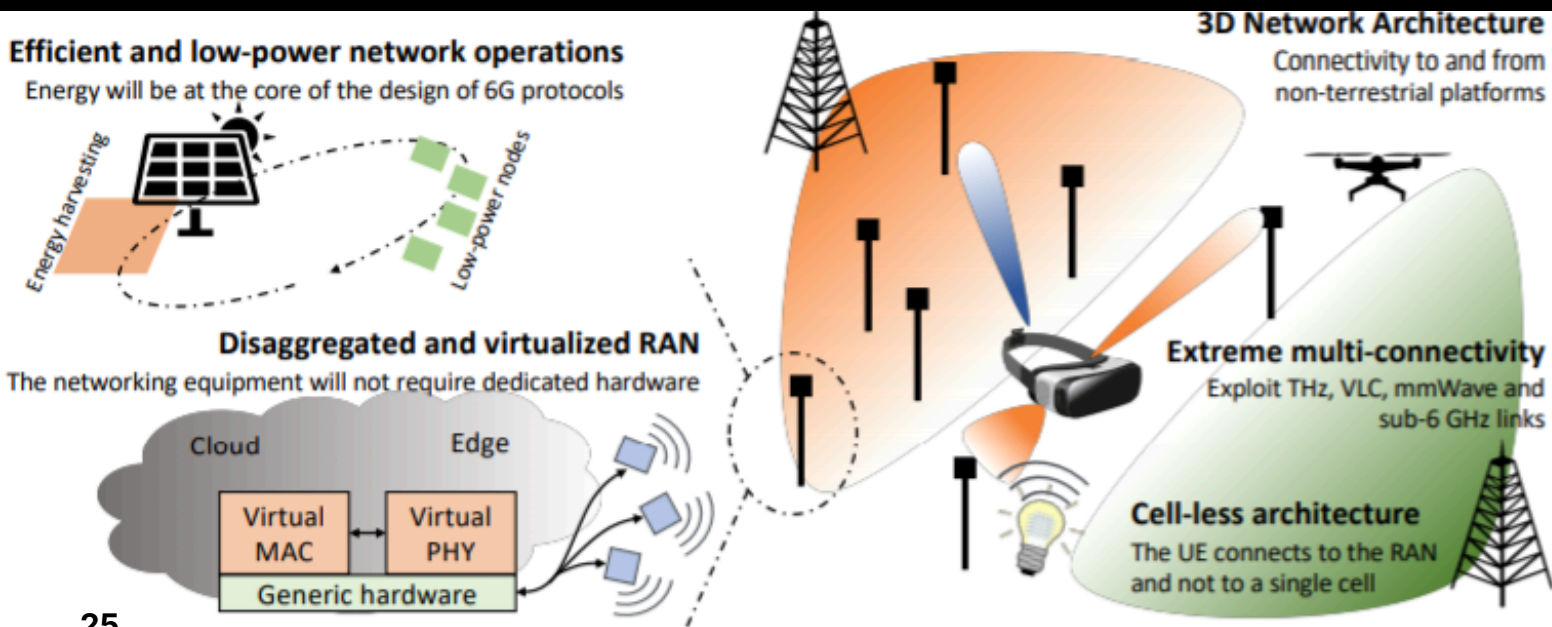 Efficient and low-power network operations
Energy will be at the core of the design of 6G protocols
Energy harvesting
Low-power nodes
Disaggregated and virtualized RAN
The networking equipment will not require dedicated hardware
Cloud
Edge
Virtual
MAC
Virtual
PHY
Generic hardware
25
3D Network Architecture
Connectivity to and from
non-terrestrial platforms
Extreme multi-connectivity
Exploit THz, VLC, mmWave and
sub-6 GHz links
Cell-less architecture
The UE connects to the RAN
and not to a single cell